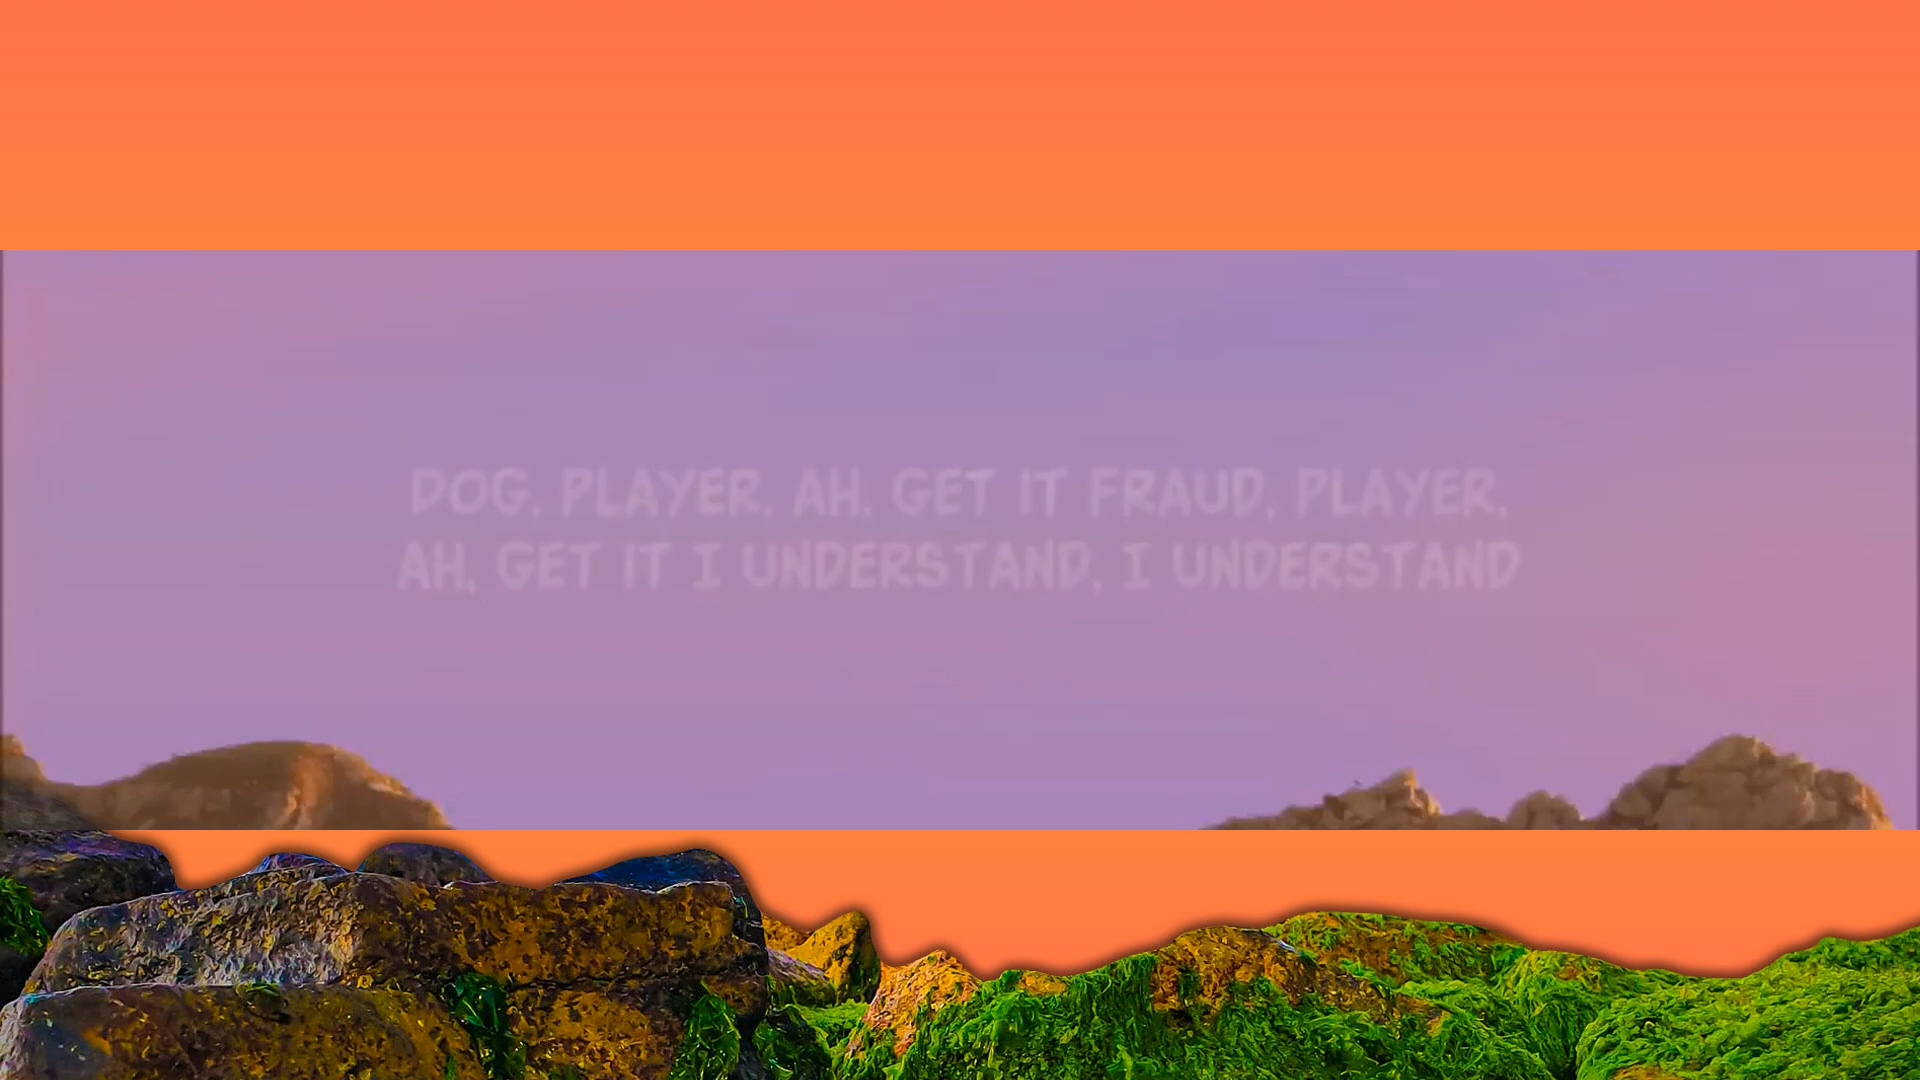 DOG, PLAYER, AH, GET IT FRAUD, PLAYER,
AH, GET IT I UNDERSTAND, I UNDERSTAND